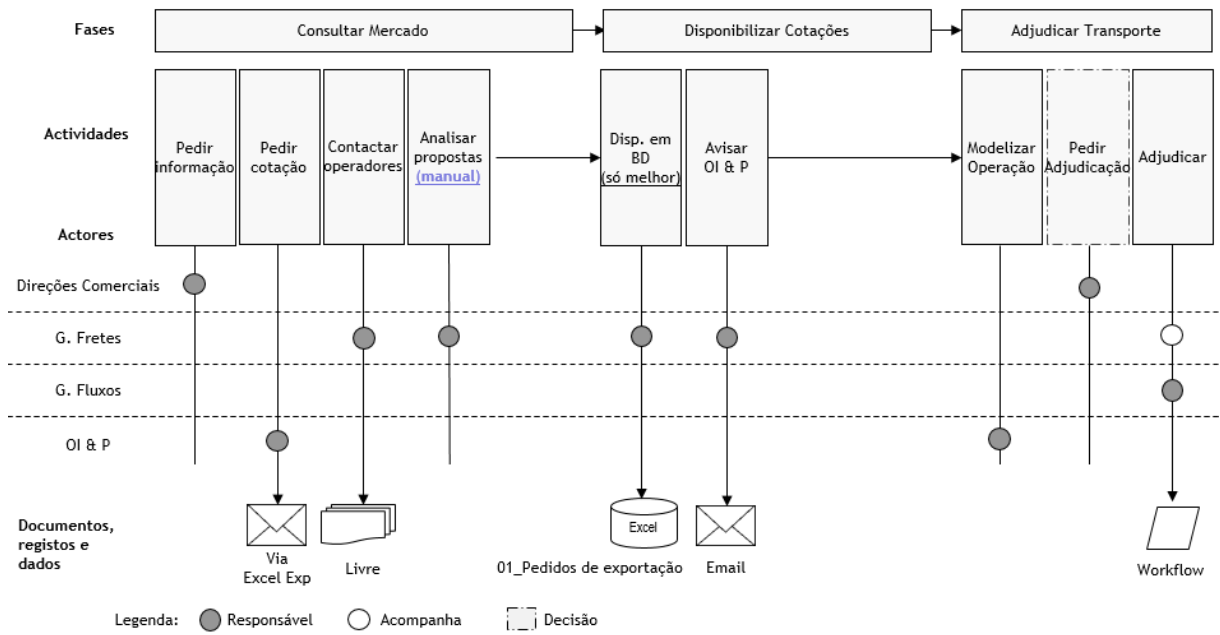 Fases
Consultar Mercado
Disponibilizar Cotações
Adjudicar Transporte
Actividades
Pedir
informação
Pedir
cotação
Contactar
operadores
Analisar
propostas
(manual)
Disp. em
BD
(só melhor)
Avisar
OI & P
Modelizar
Operação
Pedir
Adjudicação
Adjudicar
Actores
Direções Comerciais
G. Fretes
G. Fluxos
OI & P
Documentos,
registos e
dados
Via
Excel Exp
Livre
Excel
01_Pedidos de exportação
Email
Workflow
Legenda:
Responsável
Acompanha
Decisão